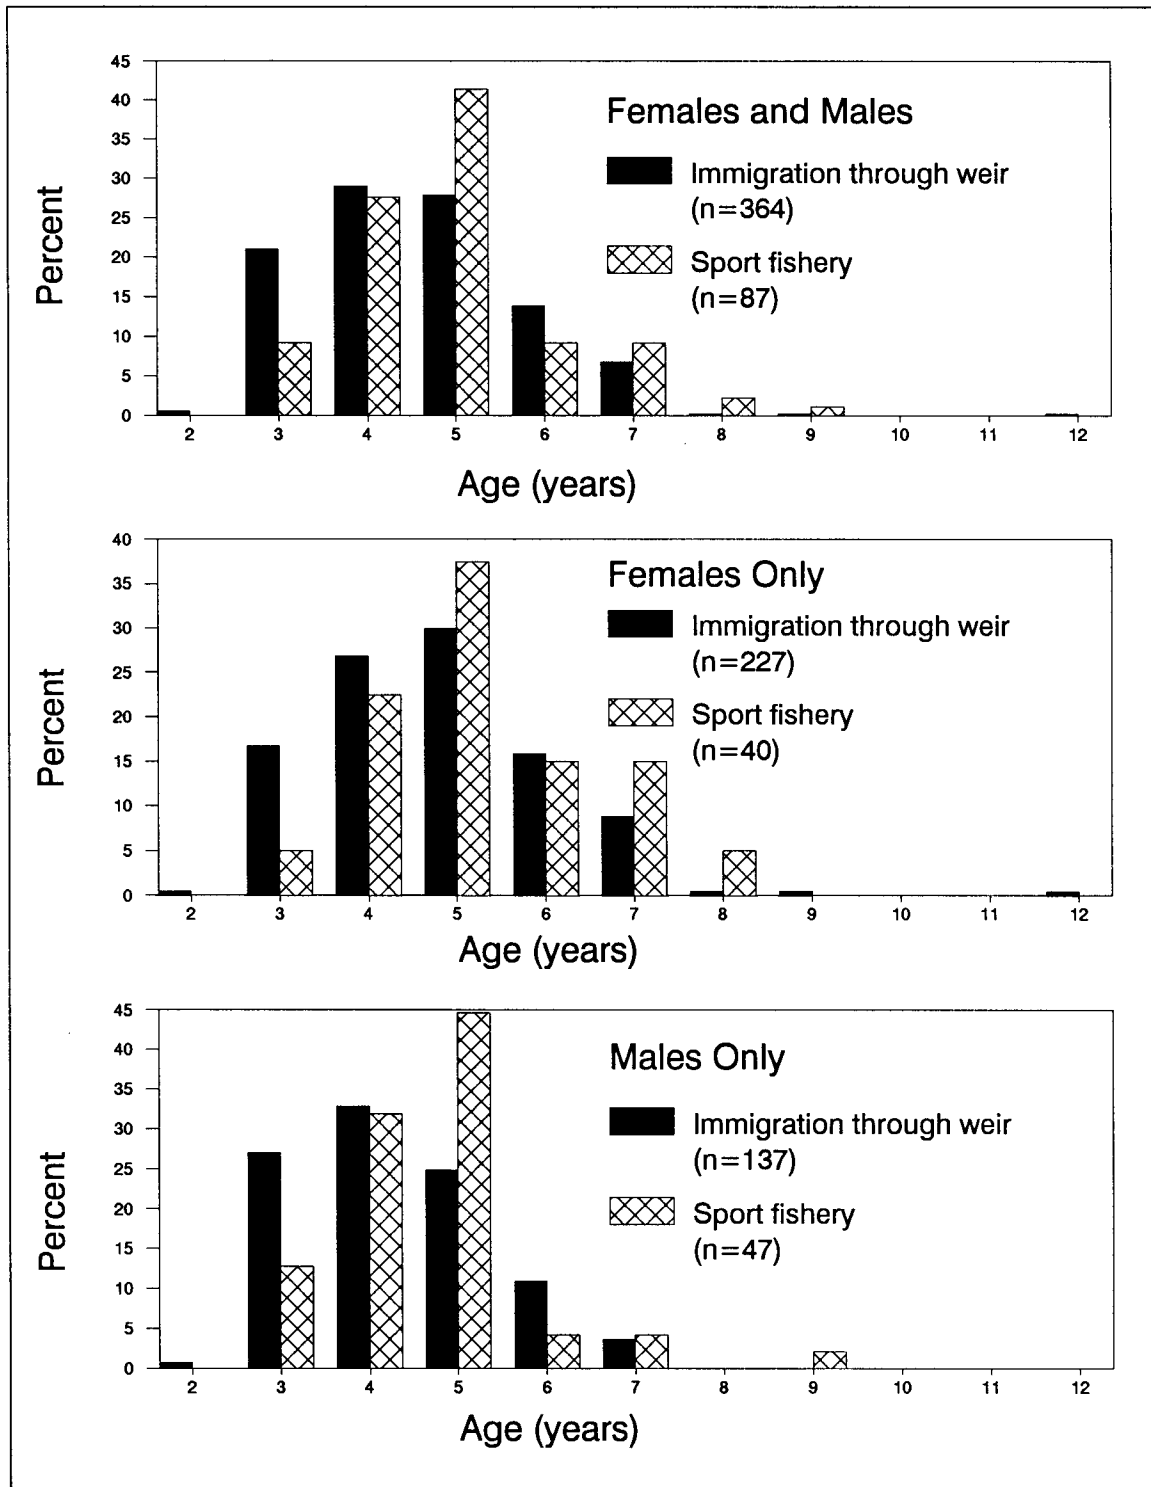 45
40
35
30
25
20
15
10
5
0
Percent
Females and Males
Immigration through weir
(n=364)
Sport fishery
(n=87)
2 3 4 5 6 7 8 9 10 11 12
Age (years)
40
35
30
25
20
15
10
5
0
Percent
Females Only
Immigration through weir
(n=227)
Sport fishery
(n=40)
2 3 4 5 6 7 8 9 10 11 12
Age (years)
45
40
35
30
25
20
15
10
5
0
Percent
Males Only
Immigration through weir
(n=137)
Sport fishery
(n=47)
2 3 4 5 6 7 8 9 10 11 12
Age (years)